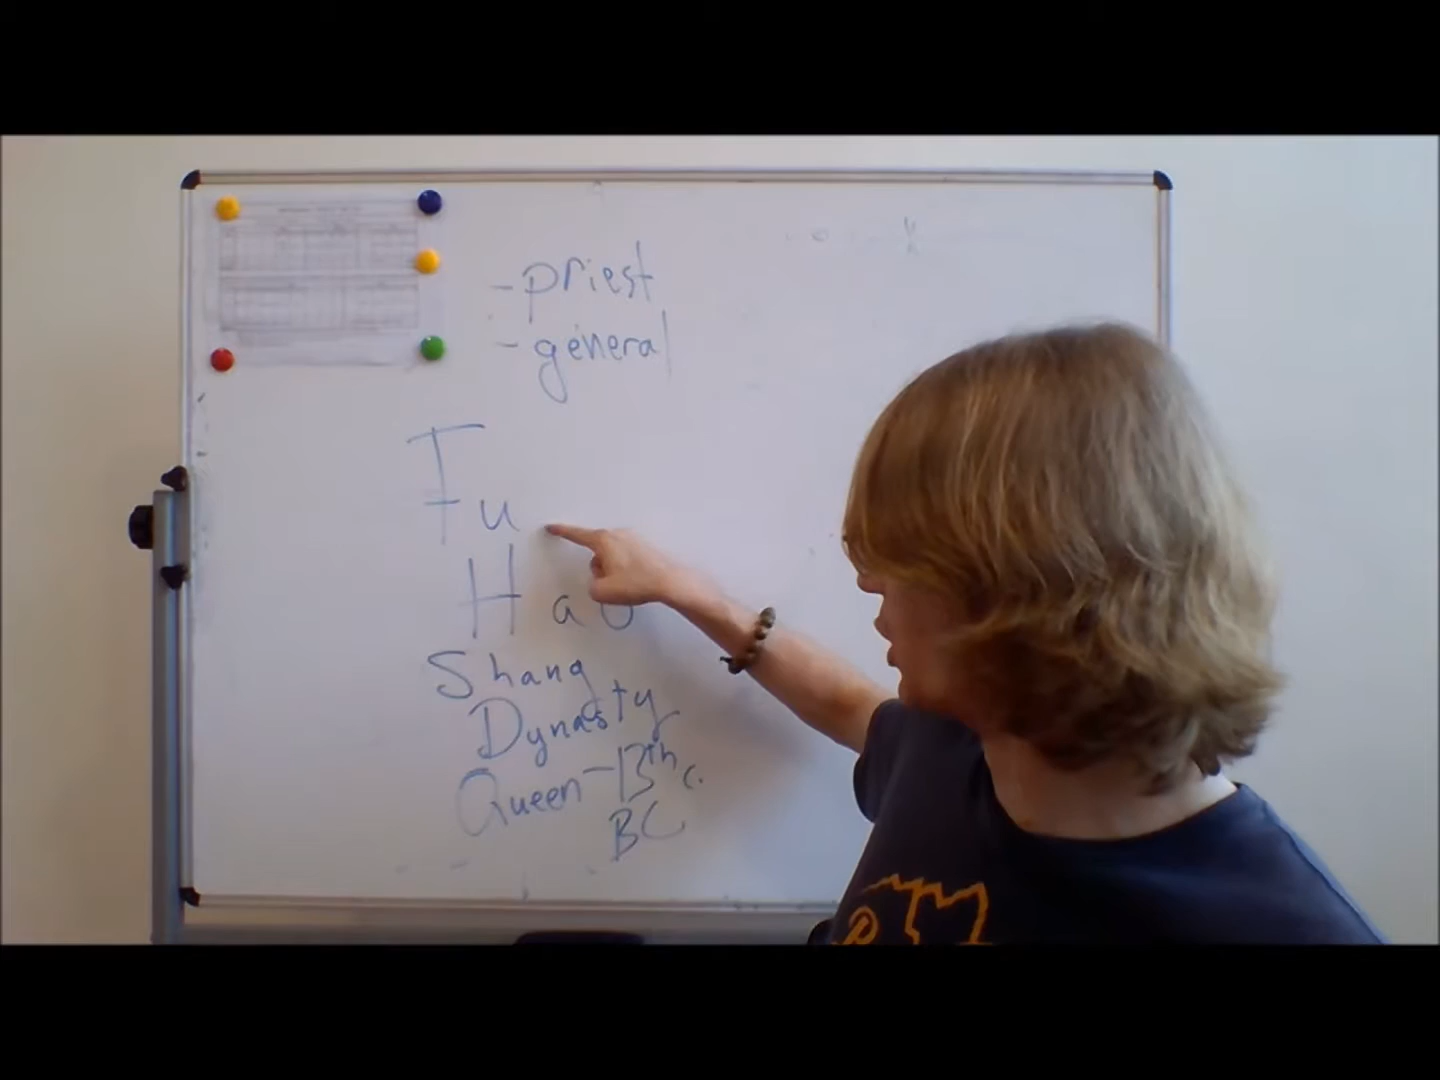 - priest
- general
Fu
Hao
Shang
Dynasty
Queen - 13th c.
BC